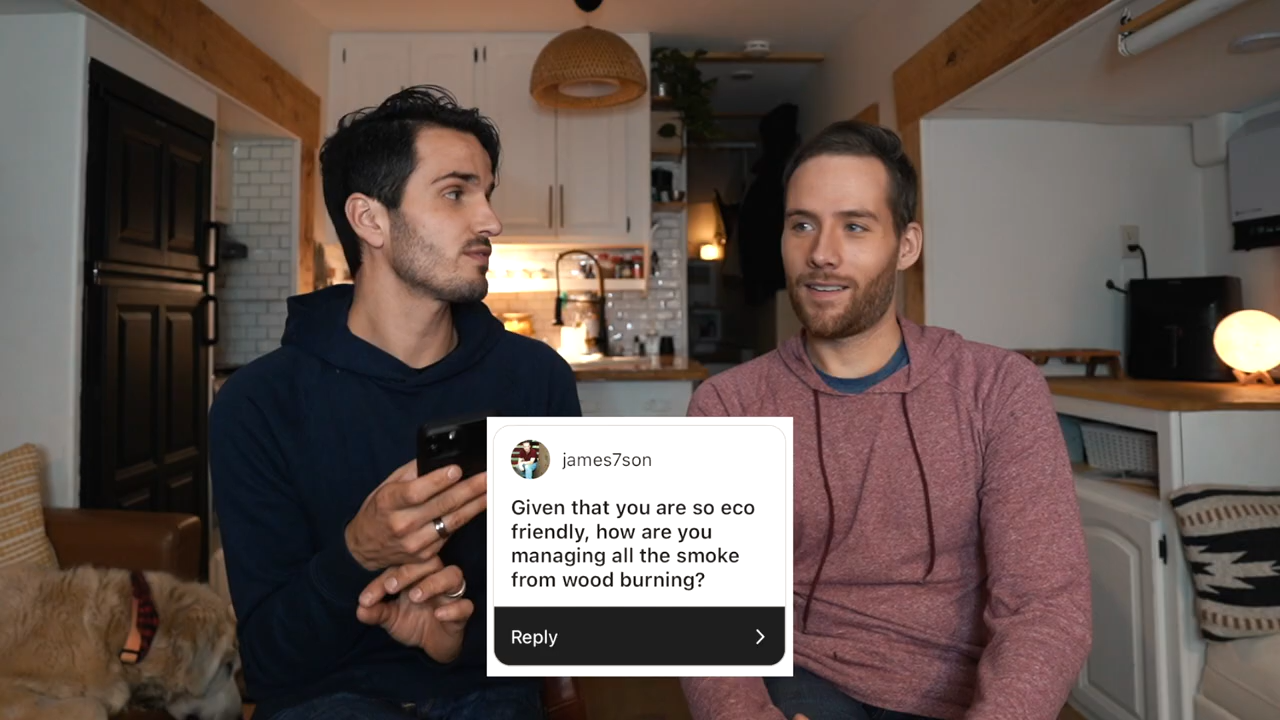 james7son
Given that you are so eco
friendly, how are you
managing all the smoke
from wood burning?
Reply